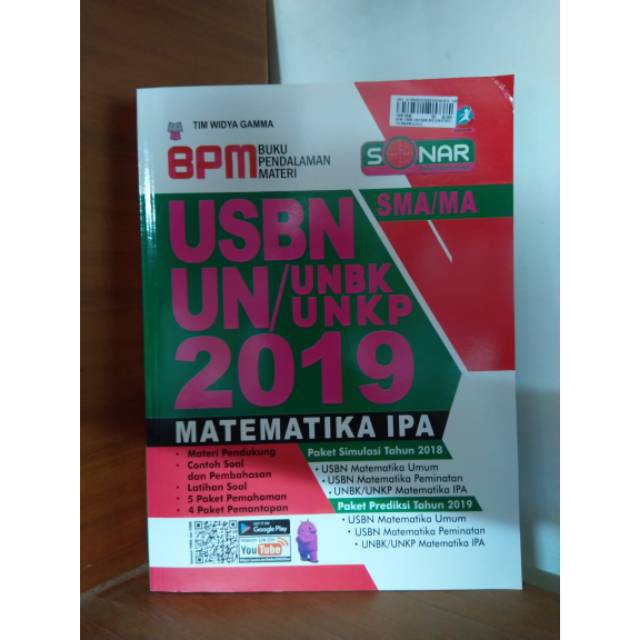 TIM WIDYA GAMMA
BPM
BUKU
PENDALAMAN
MATERI
SONAR
SMA/MA
USBN
UN/UNBK
UNKP
2019
MATEMATIKA IPA
• Materi Pendukung
• Contoh Soal
dan Pembahasan
• Latihan Soal
• 5 Paket Pemahaman
• 4 Paket Pemantapan
Paket Simulasi Tahun 2018
• USBN Matematika Umum
• USBN Matematika Peminatan
• UNBK/UNKP Matematika IPA
Paket Prediksi Tahun 2019
• USBN Matematika Umum
• USBN Matematika Peminatan
• UNBK/UNKP Matematika IPA
Google Play
YouTube